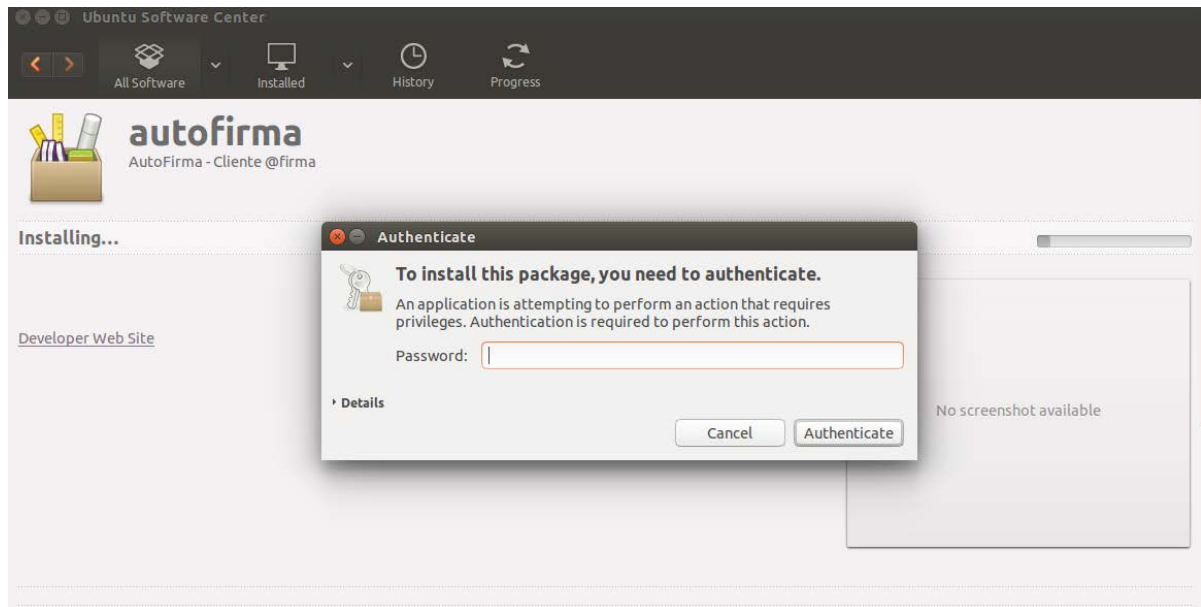 Ubuntu Software Center
All Software
Installed
History
Progress
autofirma
AutoFirma - Cliente @firma
Installing...
Authenticate
To install this package, you need to authenticate.
An application is attempting to perform an action that requires
privileges. Authentication is required to perform this action.
Password:
Details
Cancel
Authenticate
Developer Web Site
No screenshot available